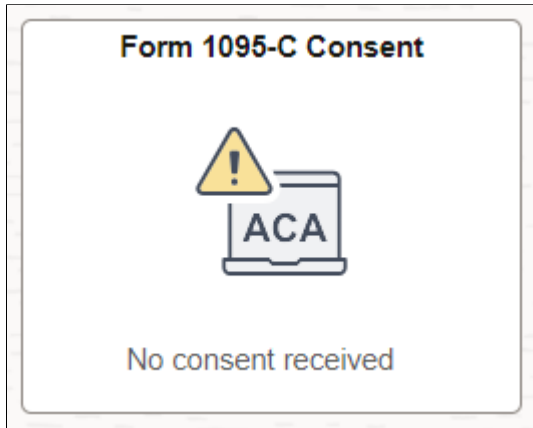 Form 1095-C Consent
ACA
No consent received